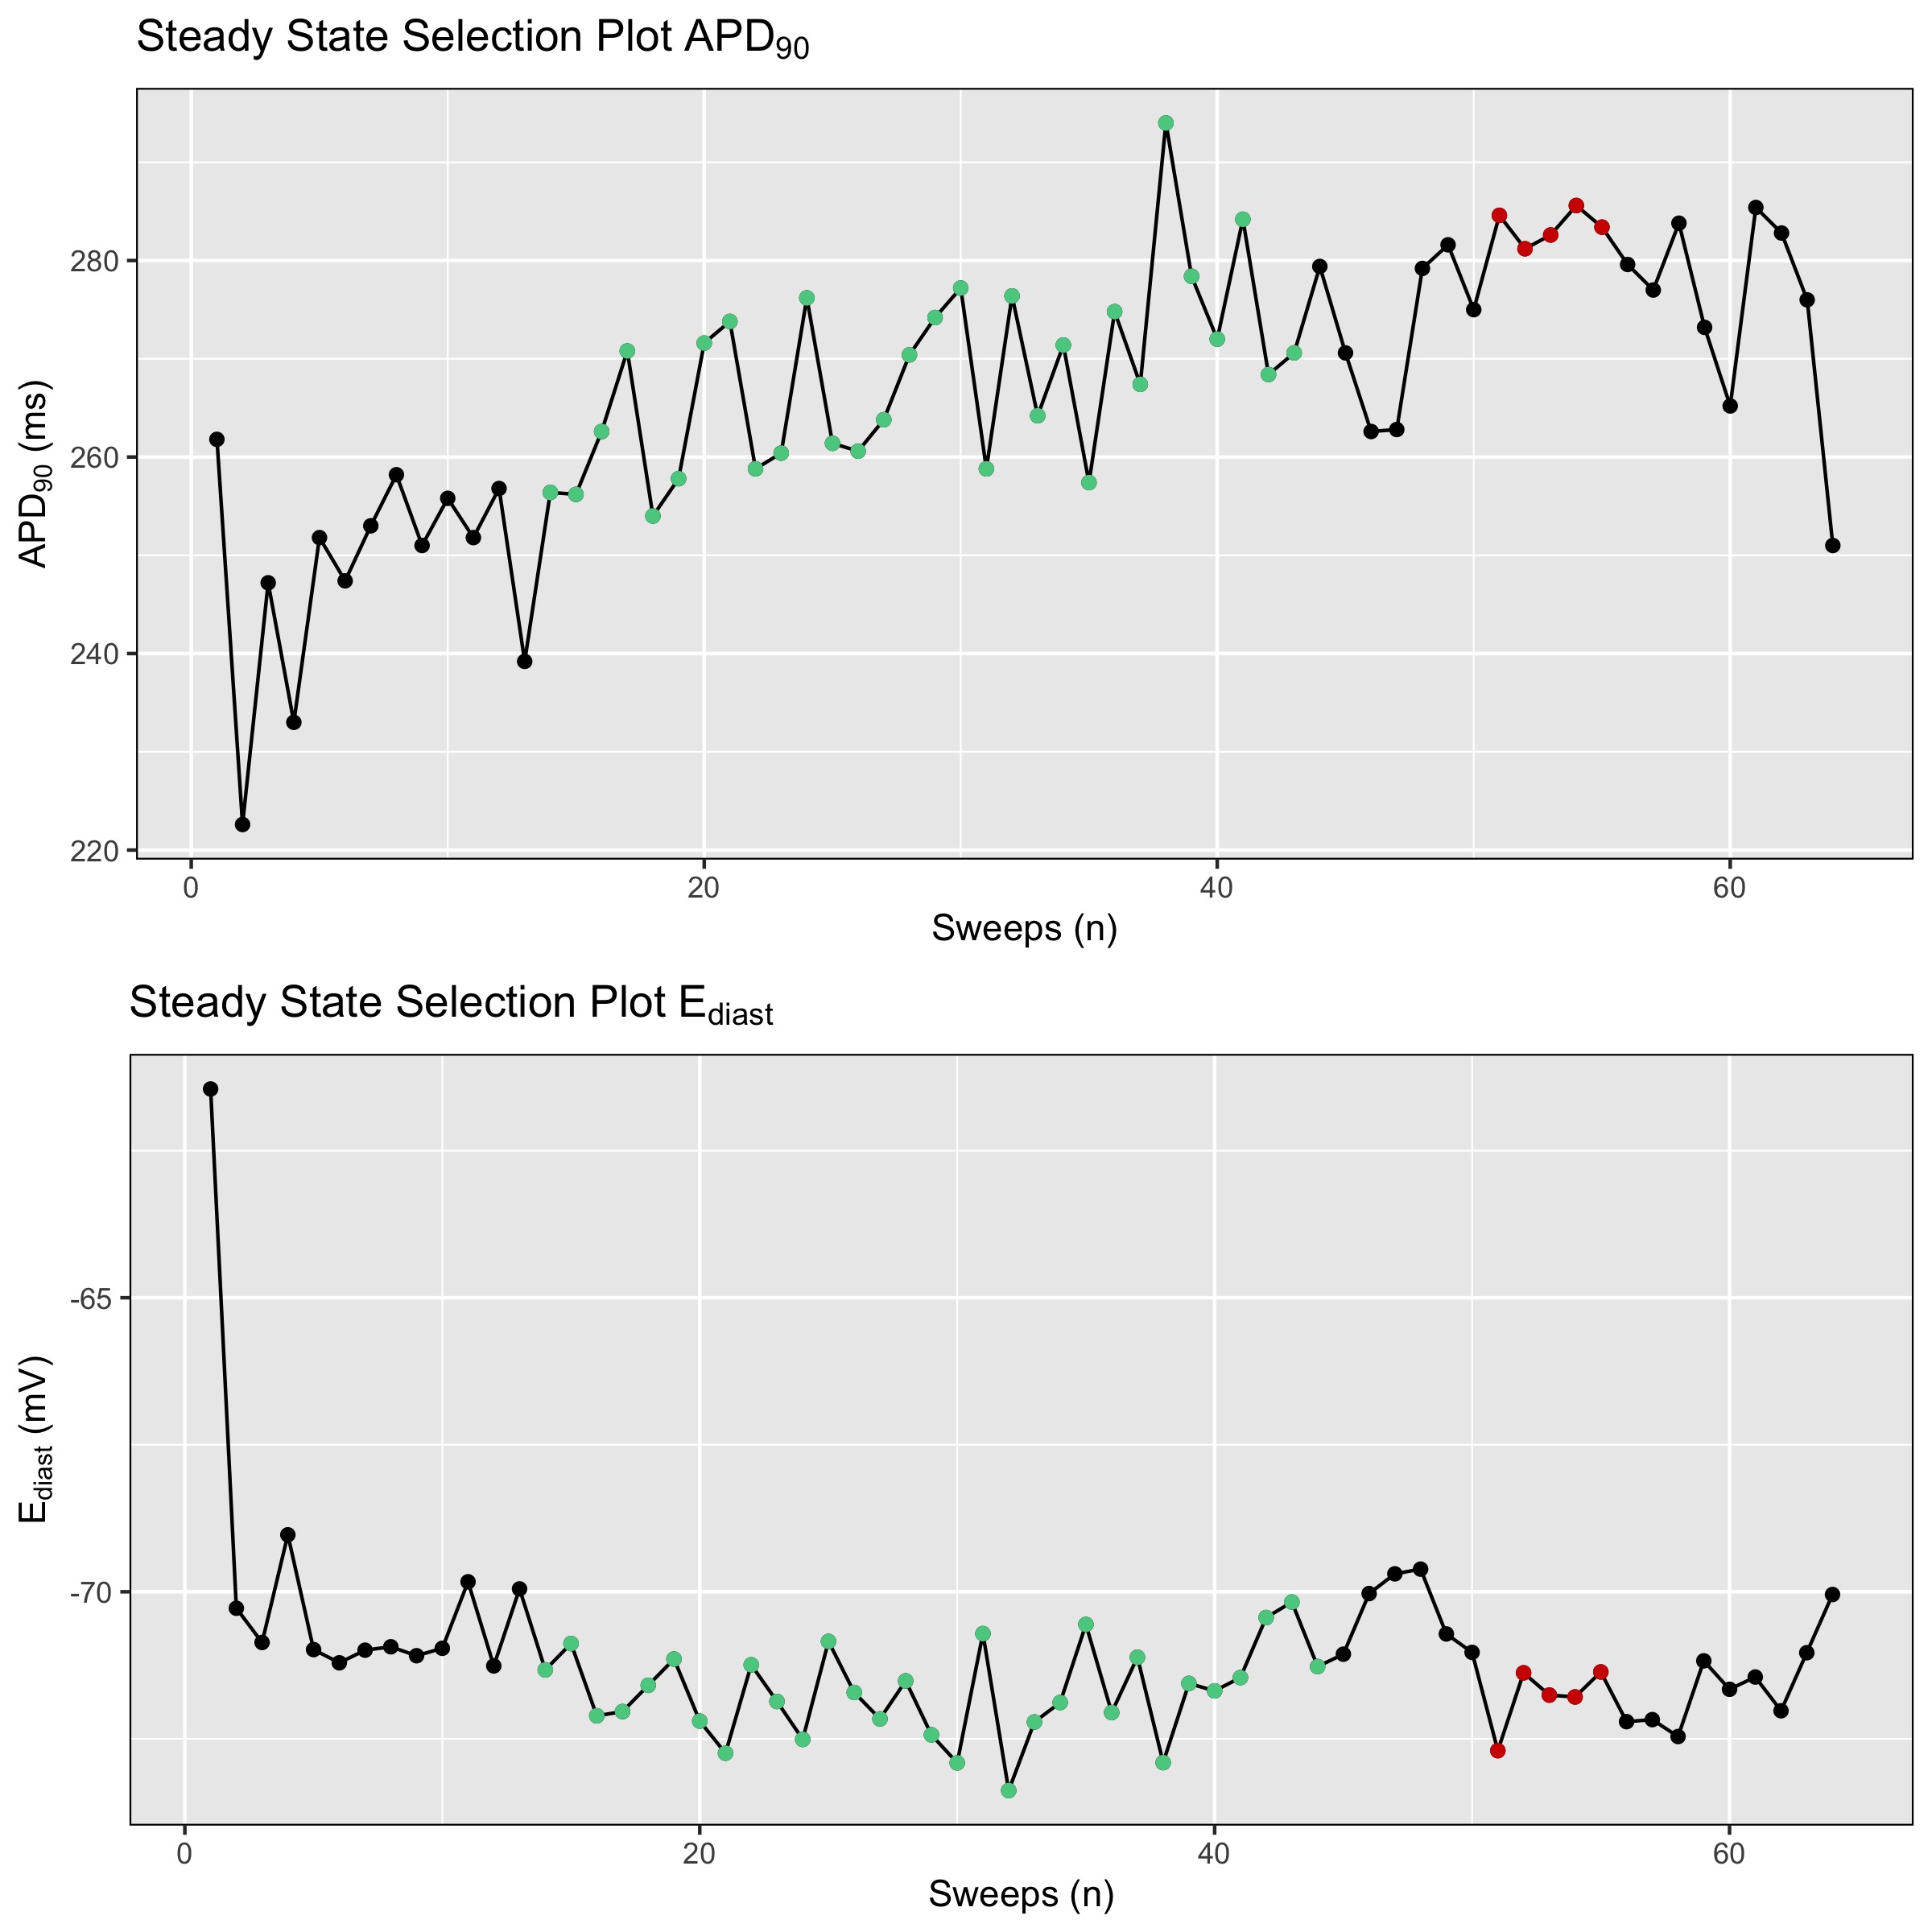 Steady State Selection Plot APD90
280
260
240
220
APD90 (ms)
0 20 40 60
Sweeps (n)
Steady State Selection Plot Ediast
-65
-70
Ediast (mV)
0 20 40 60
Sweeps (n)